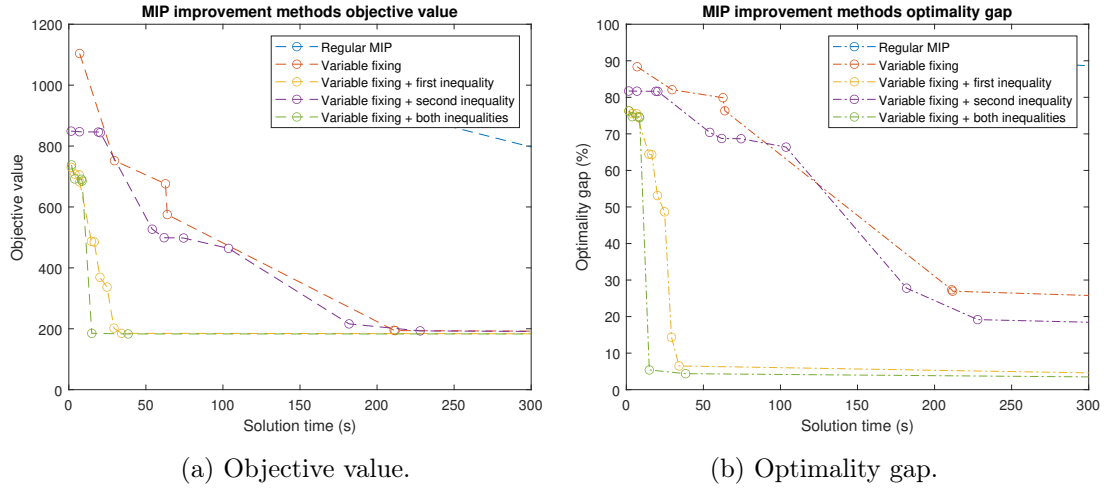 MIP improvement methods objective value
1200
1000
800
600
400
200
0
Objective value
0 50 100 150 200 250 300
Solution time (s)
Regular MIP
Variable fixing
Variable fixing + first inequality
Variable fixing + second inequality
Variable fixing + both inequalities
(a) Objective value.
MIP improvement methods optimality gap
100
90
80
70
60
50
40
30
20
10
0
Optimality gap (%)
0 50 100 150 200 250 300
Solution time (s)
Regular MIP
Variable fixing
Variable fixing + first inequality
Variable fixing + second inequality
Variable fixing + both inequalities
(b) Optimality gap.